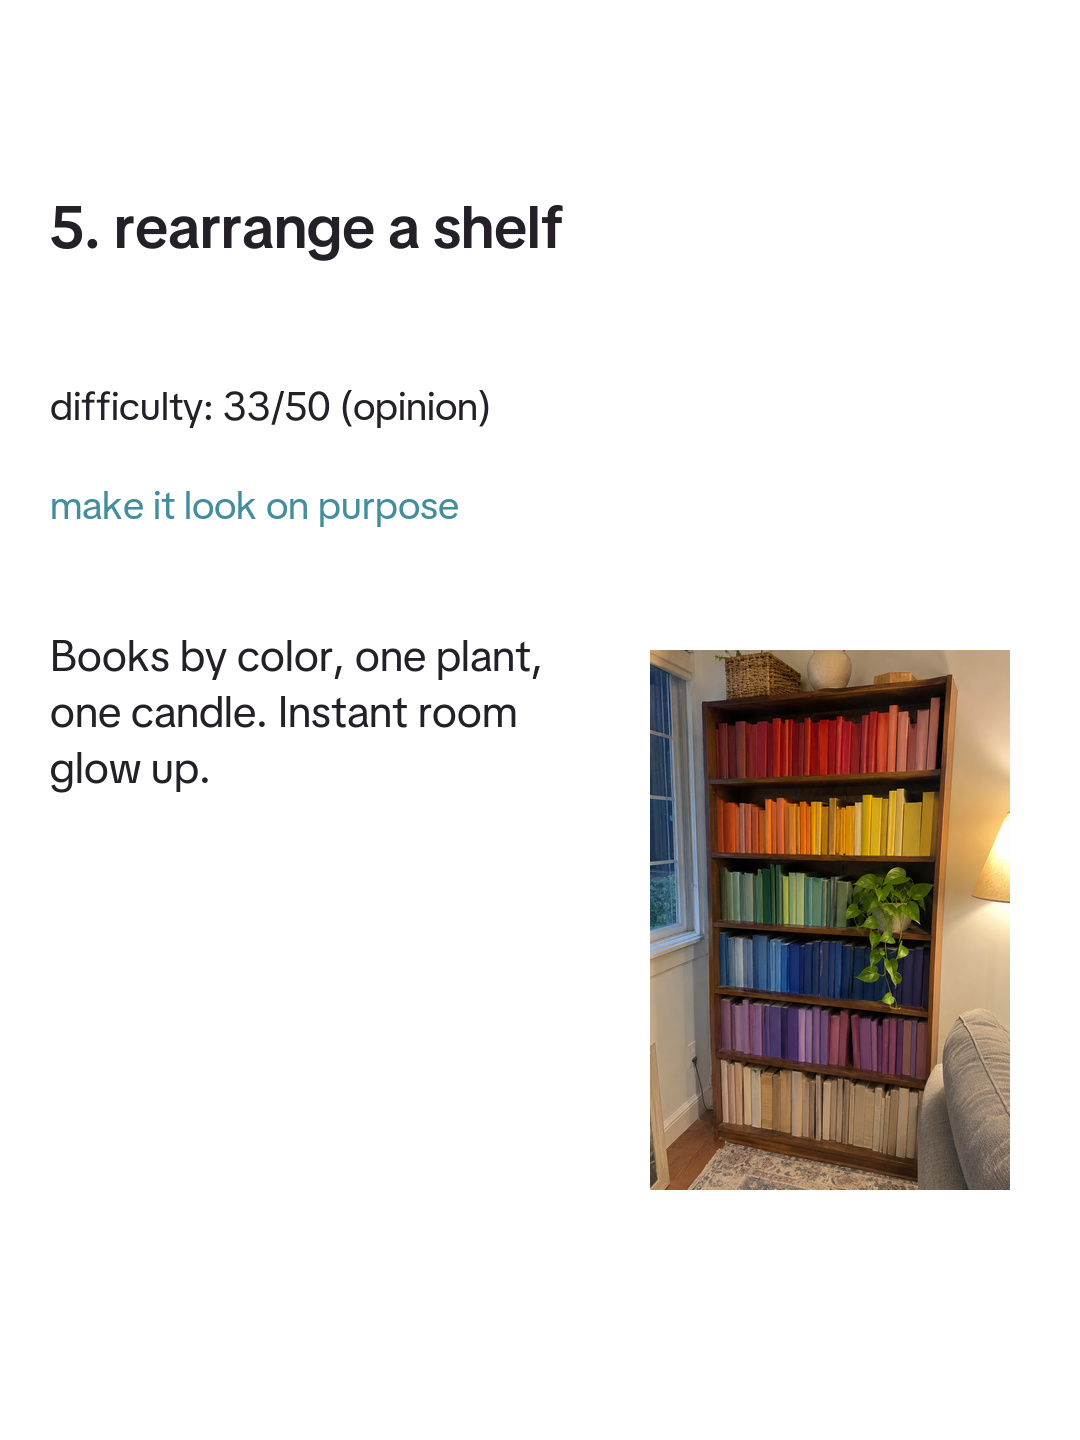 5. rearrange a shelf
difficulty: 33/50 (opinion)
make it look on purpose
Books by color, one plant,
one candle. Instant room
glow up.